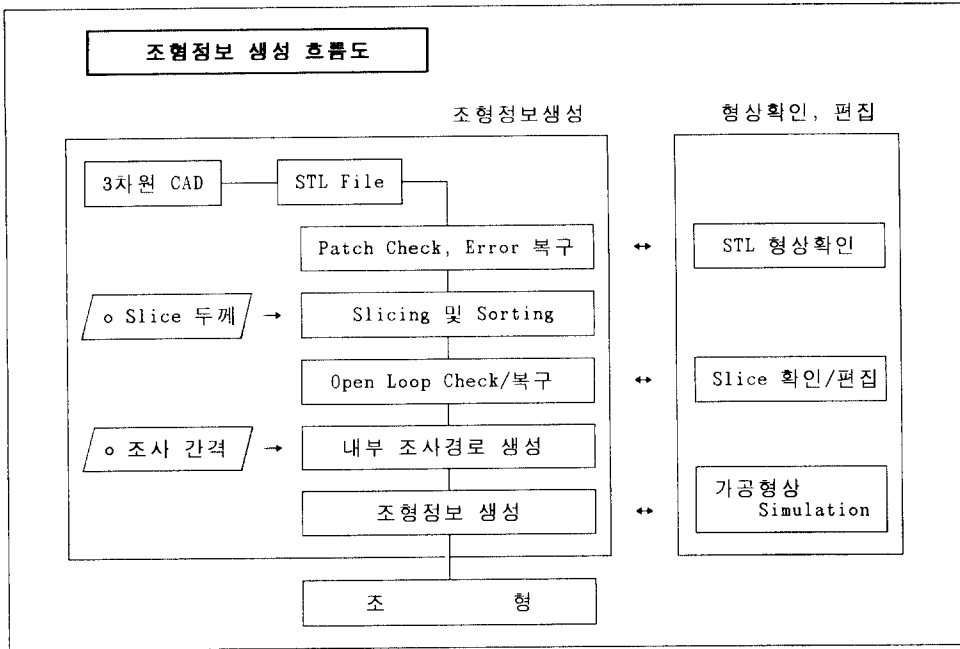 조형정보 생성 흐름도
조형정보생성
형상확인, 편집
3차원 CAD
STL File
Patch Check, Error 복구
↔
STL 형상확인
o Slice 두께
→
Slicing 및 Sorting
Open Loop Check/복구
↔
Slice 확인/편집
o 조사 간격
→
내부 조사경로 생성
조형정보 생성
↔
가공형상
Simulation
조 형